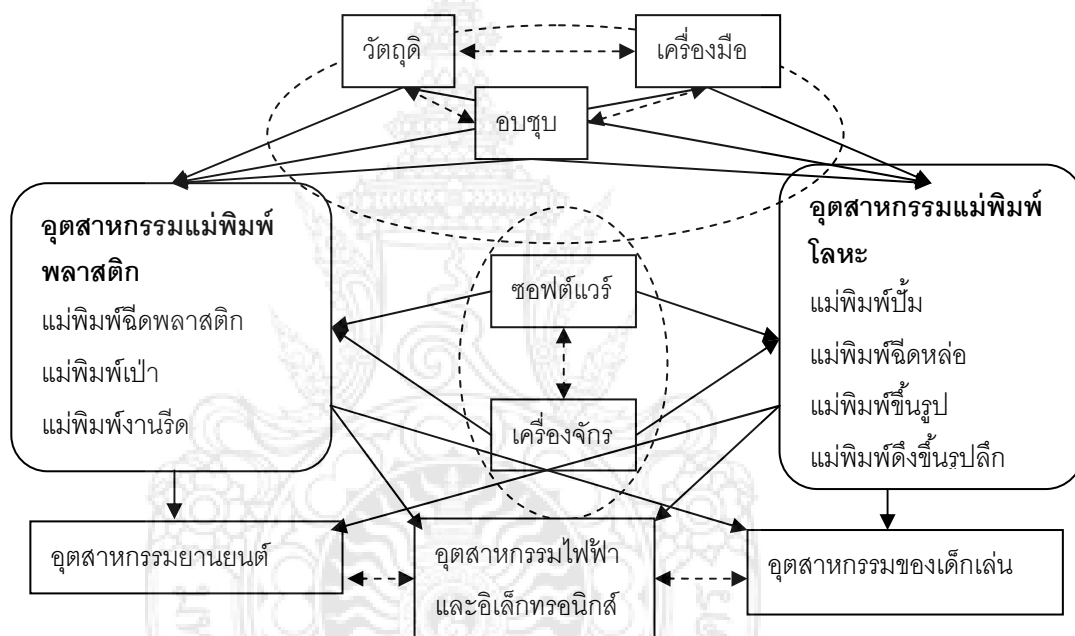 วัตถุดิ
เครื่องมือ
อบชุบ
อุตสาหกรรมแม่พิมพ์
พลาสติก
แม่พิมพ์ฉีดพลาสติก
แม่พิมพ์เป่า
แม่พิมพ์งานรีด
อุตสาหกรรมแม่พิมพ์
โลหะ
แม่พิมพ์ปั้ม
แม่พิมพ์ฉีดหล่อ
แม่พิมพ์ขึ้นรูป
แม่พิมพ์ดึงขึ้นรปลึก
ซอฟต์แวร์
เครื่องจักร
อุตสาหกรรมยานยนต์
อุตสาหกรรมไฟฟ้า
และอิเล็กทรอนิกส์
อุตสาหกรรมของเด็กเล่น